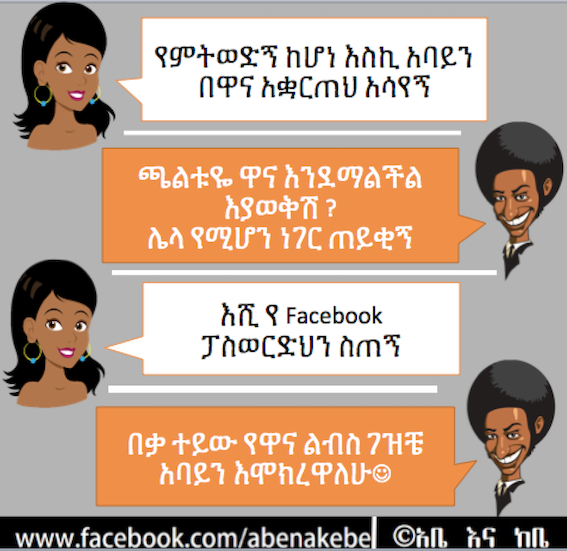 የምትወድኝ ከሆነ እስኪ አባይን
በዋና አቋርጠህ አሳየኝ
ጫልቱዬ ዋና እንደማልችል
እያወቅሽ ?
ሌላ የሚሆን ነገር ጠይቂኝ
እሺ የ Facebook
ፓስወርድህን ስጠኝ
በቃ ተይው የዋና ልብስ ገዝቼ
አባይን እሞክረዋለሁ☺
www.facebook.com/abenakebe| ©አቤ እና ከቤ